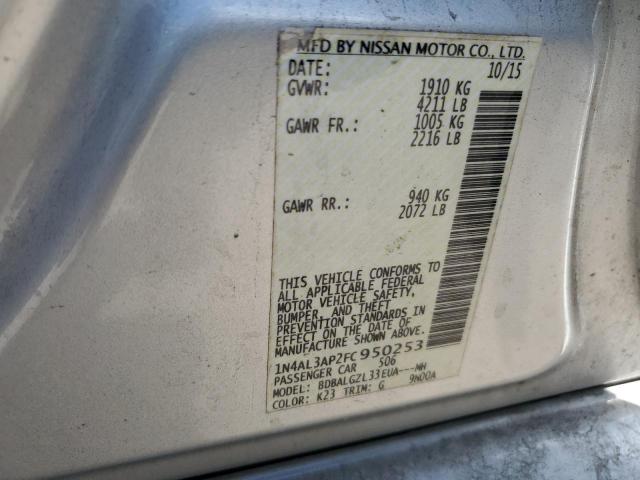 MFD BY NISSAN MOTOR CO., LTD.
DATE: 10/15
GVWR: 1910 KG
4211 LB
GAWR FR.: 1005 KG
2216 LB
GAWR RR.: 940 KG
2072 LB
THIS VEHICLE CONFORMS TO
ALL APPLICABLE FEDERAL
MOTOR VEHICLE SAFETY,
BUMPER, AND THEFT
PREVENTION STANDARDS IN
EFFECT ON THE DATE OF
MANUFACTURE SHOWN ABOVE.
1N4AL3AP2FC950253
PASSENGER CAR 506
MODEL: BDBALGZL33EUA---MH
COLOR: K23 TRIM: G 9N00A